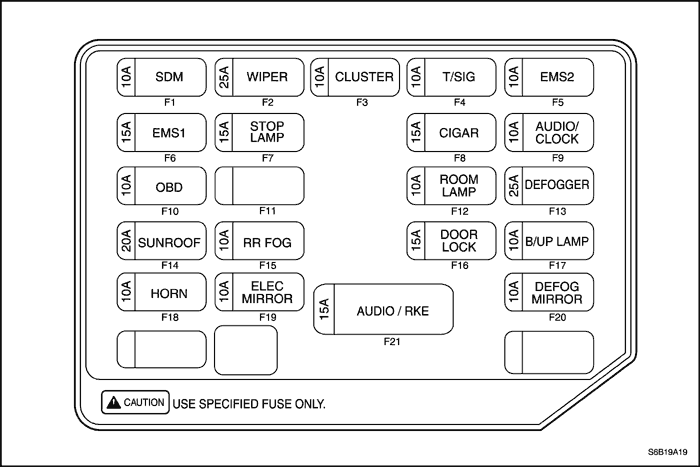 10A SDM
F1
25A WIPER
F2
10A CLUSTER
F3
10A T/SIG
F4
10A EMS2
F5
15A EMS1
F6
15A STOP
LAMP
F7
15A CIGAR
F8
10A AUDIO/
CLOCK
F9
10A OBD
F10
F11
10A ROOM
LAMP
F12
25A DEFOGGER
F13
20A SUNROOF
F14
10A RR FOG
F15
15A DOOR
LOCK
F16
10A B/UP LAMP
F17
10A HORN
F18
10A ELEC
MIRROR
F19
15A AUDIO / RKE
F21
10A DEFOG
MIRROR
F20
CAUTION USE SPECIFIED FUSE ONLY.
S6B19A19